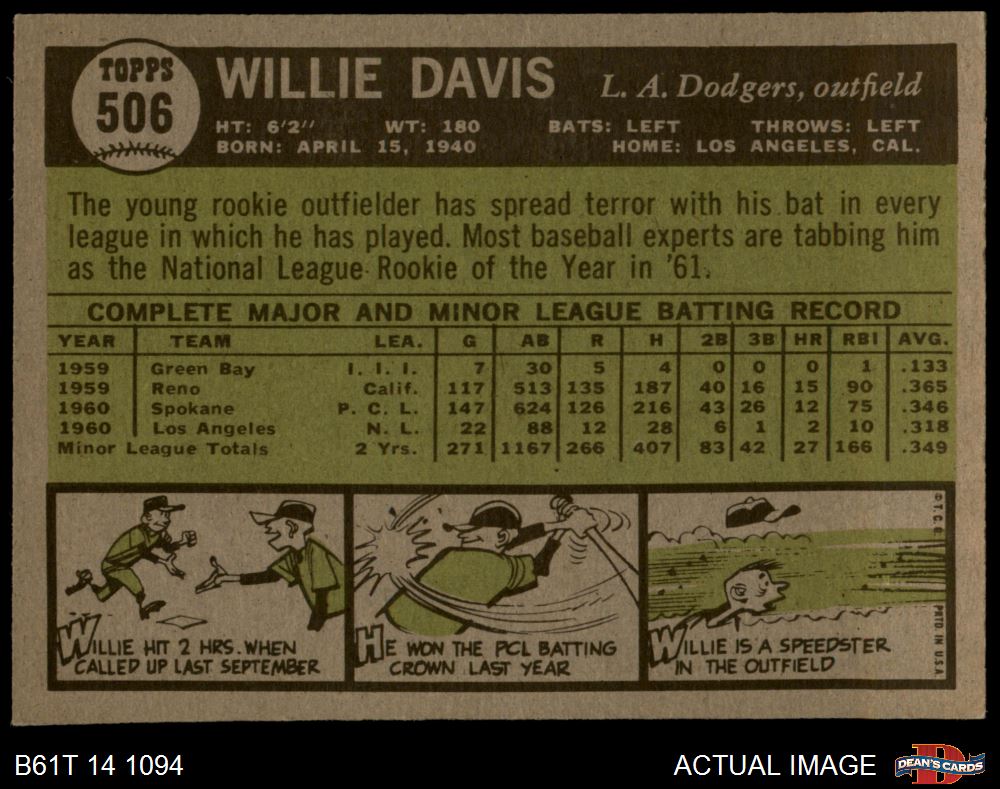 TOPPS
506
WILLIE DAVIS
L. A. Dodgers, outfield
HT: 6'2" WT: 180 BATS: LEFT THROWS: LEFT
BORN: APRIL 15, 1940 HOME: LOS ANGELES, CAL.
The young rookie outfielder has spread terror with his bat in every
league in which he has played. Most baseball experts are tabbing him
as the National League Rookie of the Year in '61.
COMPLETE MAJOR AND MINOR LEAGUE BATTING RECORD
YEAR TEAM LEA. G AB R H 2B 3B HR RBI AVG.
1959 Green Bay I. I. I. 7 30 5 4 0 0 0 1 .133
1959 Reno Calif. 117 513 135 187 40 16 15 90 .365
1960 Spokane P. C. L. 147 624 126 216 43 26 12 75 .346
1960 Los Angeles N. L. 22 88 12 28 6 1 2 10 .318
Minor League Totals 2 Yrs. 271 1167 266 407 83 42 27 166 .349
WILLIE HIT 2 HRS. WHEN
CALLED UP LAST SEPTEMBER
HE WON THE PCL BATTING
CROWN LAST YEAR
WILLIE IS A SPEEDSTER
IN THE OUTFIELD
© T. C. G. PRTD IN U.S.A.
B61T 14 1094
ACTUAL IMAGE
D
DEAN'S CARDS